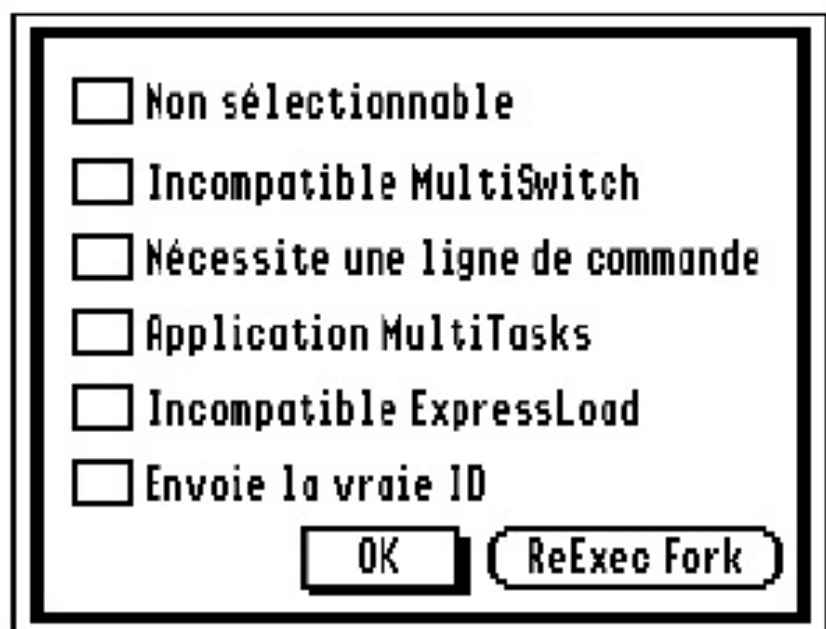 Non sélectionnable
Incompatible MultiSwitch
Nécessite une ligne de commande
Application MultiTasks
Incompatible ExpressLoad
Envoie la vraie ID
OK ReExec Fork